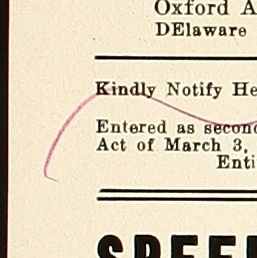 Oxford A
DElaware
Kindly Notify He
Entered as second
Act of March 3,
Enti
SPEE